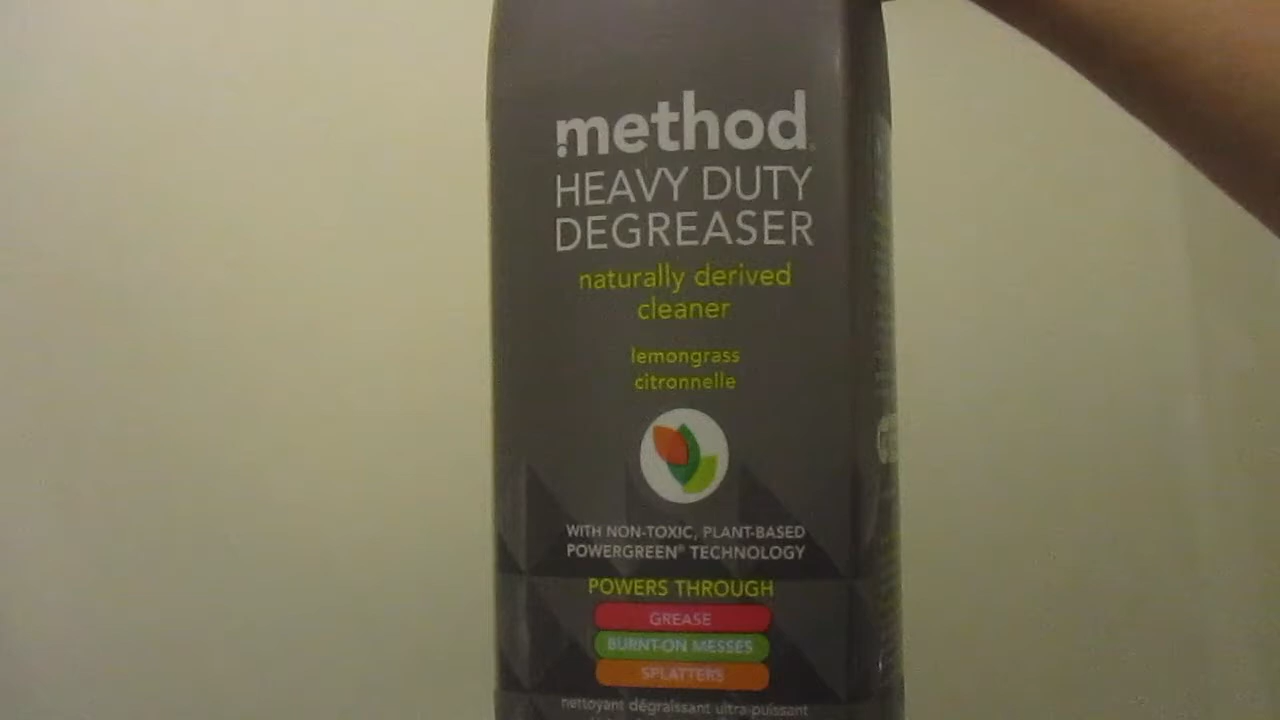 method
HEAVY DUTY
DEGREASER
naturally derived
cleaner
lemongrass
citronnelle
WITH NON-TOXIC, PLANT-BASED
POWERGREEN® TECHNOLOGY
POWERS THROUGH
GREASE
BURNT-ON MESSES
SPLATTERS
nettoyant dégraissant ultra-puissant